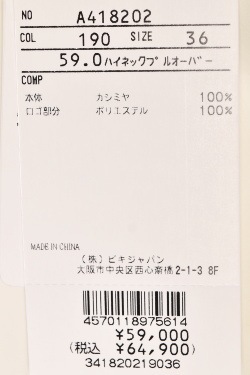 NO A418202
COL 190 SIZE 36
59.0ハイネックプルオーバー
COMP
本体 カシミヤ 100%
ロゴ部分 ポリエステル 100%
MADE IN CHINA
(株)ビキジャパン
大阪市中央区西心斎橋2-1-3 8F
4570118975614
¥59,000
(税込 ¥64,900)
341820219036